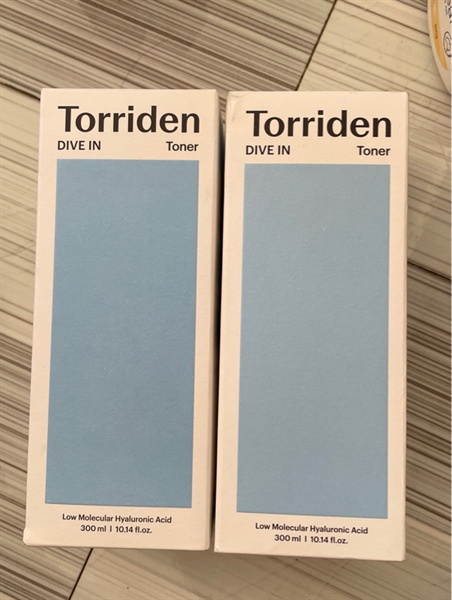 Torriden
DIVE IN Toner
Low Molecular Hyaluronic Acid
300 ml | 10.14 fl.oz.
Torriden
DIVE IN Toner
Low Molecular Hyaluronic Acid
300 ml | 10.14 fl.oz.